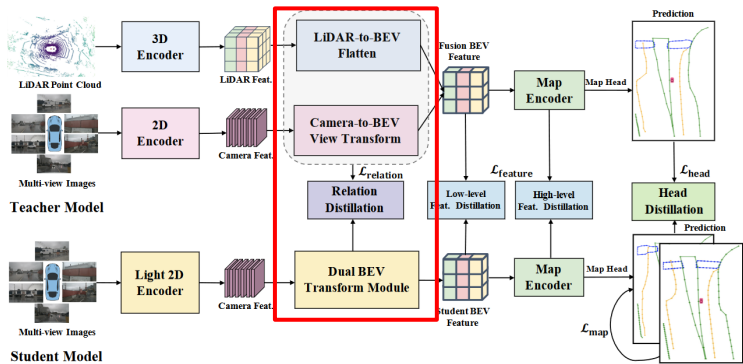 LiDAR Point Cloud
3D
Encoder
LiDAR Feat.
LiDAR-to-BEV
Flatten
Fusion BEV
Feature
Map
Encoder
Map Head
Prediction
Multi-view Images
2D
Encoder
Camera Feat.
Camera-to-BEV
View Transform
Teacher Model
ℒrelation
Relation
Distillation
Low-level
Feat. Distillation
ℒfeature
High-level
Feat. Distillation
ℒhead
Head
Distillation
Prediction
Multi-view Images
Light 2D
Encoder
Camera Feat.
Dual BEV
Transform Module
Student BEV
Feature
Map
Encoder
Map Head
ℒmap
Student Model